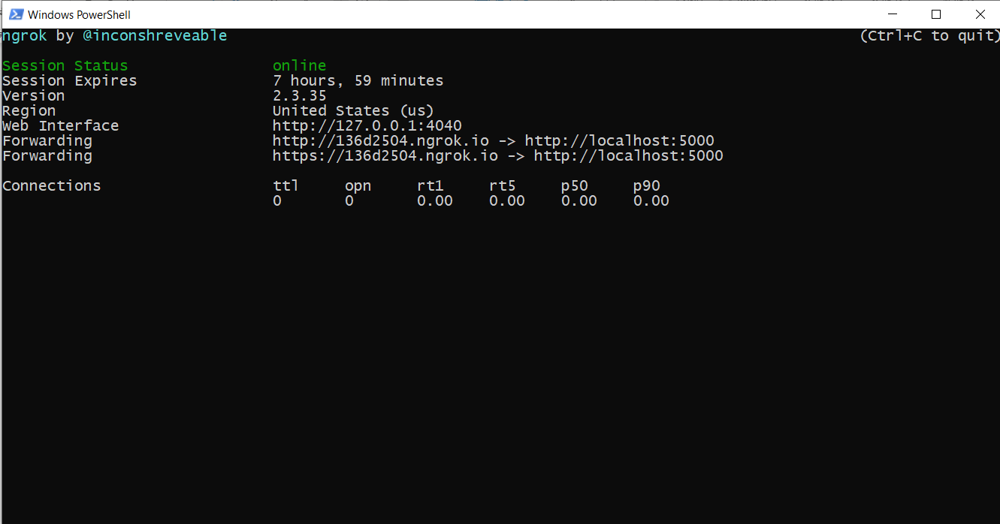 Windows PowerShell
ngrok by @inconshreveable (Ctrl+C to quit)
Session Status online
Session Expires 7 hours, 59 minutes
Version 2.3.35
Region United States (us)
Web Interface http://127.0.0.1:4040
Forwarding http://136d2504.ngrok.io -> http://localhost:5000
Forwarding https://136d2504.ngrok.io -> http://localhost:5000
Connections ttl opn rt1 rt5 p50 p90
0 0 0.00 0.00 0.00 0.00